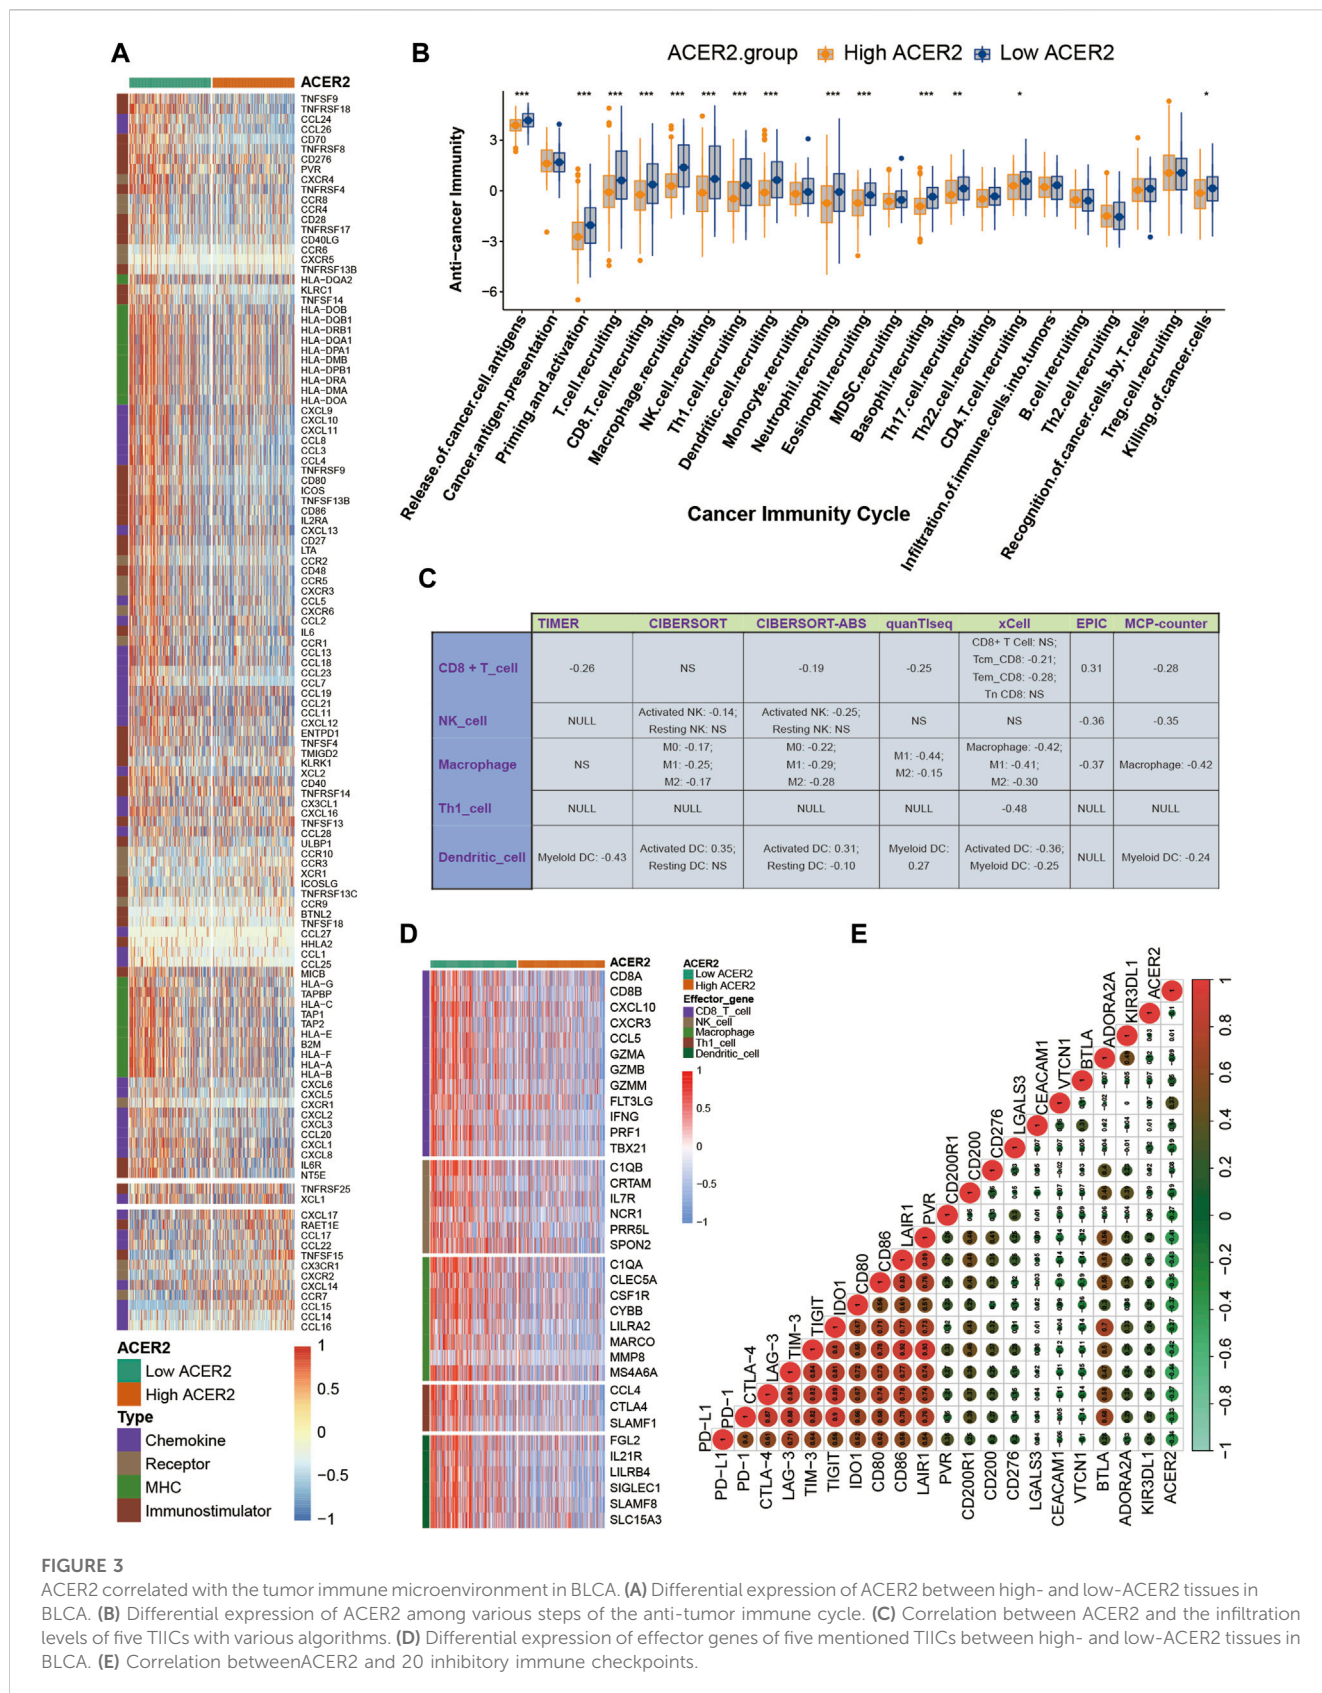 A
ACER2
TNFSF9
TNFRSF18
CCL24
CCL26
CD70
TNFRSF8
CD276
PVR
CXCR4
TNFRSF4
CCR8
CCR4
CD28
TNFRSF17
CD40LG
CCR6
CXCR5
TNFRSF13B
HLA-DQA2
KLRC1
TNFSF14
HLA-DOB
HLA-DQB1
HLA-DRB1
HLA-DQA1
HLA-DPA1
HLA-DMB
HLA-DPB1
HLA-DRA
HLA-DMA
HLA-DOA
CXCL9
CXCL10
CXCL11
CCL8
CCL3
CCL4
TNFRSF9
CD80
ICOS
TNFSF13B
CD86
IL2RA
CXCL13
CD27
LTA
CCR2
CD48
CCR5
CXCR3
CCL5
CXCR6
CCL2
IL6
CCR1
CCL13
CCL18
CCL23
CCL7
CCL19
CCL21
CCL11
CXCL12
ENTPD1
TNFSF4
TMIGD2
KLRK1
XCL2
CD40
TNFRSF14
CX3CL1
CXCL16
TNFSF13
CCL28
ULBP1
CCR10
CCR3
XCR1
ICOSLG
TNFRSF13C
CCR9
BTNL2
TNFSF18
CCL27
HHLA2
CCL1
CCL25
MICB
HLA-G
TAPBP
HLA-C
TAP1
TAP2
HLA-E
B2M
HLA-F
HLA-A
HLA-B
CXCL6
CXCL5
CXCR1
CXCL2
CXCL3
CCL20
CXCL1
CXCL8
IL6R
NT5E
TNFRSF25
XCL1
CXCL17
RAET1E
CCL17
CCL22
TNFSF15
CX3CR1
CXCR2
CXCL14
CCR7
CCL15
CCL14
CCL16
ACER2
Low ACER2
High ACER2
Type
Chemokine
Receptor
MHC
Immunostimulator
1
0.5
0
−0.5
−1
B
ACER2.group High ACER2 Low ACER2
*** *** *** *** *** *** *** *** *** *** *** ** * *
Anti-cancer Immunity
3
0
−3
−6
Release.of.cancer.cell.antigens
Cancer.antigen.presentation
Priming.and.activation
T.cell.recruiting
CD8.T.cell.recruiting
Macrophage.recruiting
NK.cell.recruiting
Th1.cell.recruiting
Dendritic.cell.recruiting
Monocyte.recruiting
Neutrophil.recruiting
Eosinophil.recruiting
MDSC.recruiting
Basophil.recruiting
Th17.cell.recruiting
Th22.cell.recruiting
CD4.T.cell.recruiting
Infiltration.of.immune.cells.into.tumors
B.cell.recruiting
Th2.cell.recruiting
Recognition.of.cancer.cells.by.T.cells
Treg.cell.recruiting
Killing.of.cancer.cells
Cancer Immunity Cycle
C
TIMER CIBERSORT CIBERSORT-ABS quanTIseq xCell EPIC MCP-counter
CD8 + T_cell -0.26 NS -0.19 -0.25 CD8+ T Cell: NS; Tcm_CD8: -0.21; Tem_CD8: -0.28; Tn CD8: NS 0.31 -0.28
NK_cell NULL Activated NK: -0.14; Resting NK: NS Activated NK: -0.25; Resting NK: NS NS NS -0.36 -0.35
Macrophage NS M0: -0.17; M1: -0.25; M2: -0.17 M0: -0.22; M1: -0.29; M2: -0.28 M1: -0.44; M2: -0.15 Macrophage: -0.42; M1: -0.41; M2: -0.30 -0.37 Macrophage: -0.42
Th1_cell NULL NULL NULL NULL -0.48 NULL NULL
Dendritic_cell Myeloid DC: -0.43 Activated DC: 0.35; Resting DC: NS Activated DC: 0.31; Resting DC: -0.10 Myeloid DC: 0.27 Activated DC: -0.36; Myeloid DC: -0.25 NULL Myeloid DC: -0.24
D
ACER2
CD8A
CD8B
CXCL10
CXCR3
CCL5
GZMA
GZMB
GZMM
FLT3LG
IFNG
PRF1
TBX21
C1QB
CRTAM
IL7R
NCR1
PRR5L
SPON2
C1QA
CLEC5A
CSF1R
CYBB
LILRA2
MARCO
MMP8
MS4A6A
CCL4
CTLA4
SLAMF1
FGL2
IL21R
LILRB4
SIGLEC1
SLAMF8
SLC15A3
ACER2
Low ACER2
High ACER2
Effector_gene
CD8_T_cell
NK_cell
Macrophage
Th1_cell
Dendritic_cell
1
0.5
0
−0.5
−1
E
PD-L1
PD-1
CTLA-4
LAG-3
TIM-3
TIGIT
IDO1
CD80
CD86
LAIR1
PVR
CD200R1
CD200
CD276
LGALS3
CEACAM1
VTCN1
BTLA
ADORA2A
KIR3DL1
ACER2
PD-L1
PD-1
CTLA-4
LAG-3
TIM-3
TIGIT
IDO1
CD80
CD86
LAIR1
PVR
CD200R1
CD200
CD276
LGALS3
CEACAM1
VTCN1
BTLA
ADORA2A
KIR3DL1
ACER2
1
0.8
0.6
0.4
0.2
0
−0.2
−0.4
−0.6
−0.8
−1
FIGURE 3
ACER2 correlated with the tumor immune microenvironment in BLCA. (A) Differential expression of ACER2 between high- and low-ACER2 tissues in
BLCA. (B) Differential expression of ACER2 among various steps of the anti-tumor immune cycle. (C) Correlation between ACER2 and the infiltration
levels of five TIICs with various algorithms. (D) Differential expression of effector genes of five mentioned TIICs between high- and low-ACER2 tissues in
BLCA. (E) Correlation betweenACER2 and 20 inhibitory immune checkpoints.